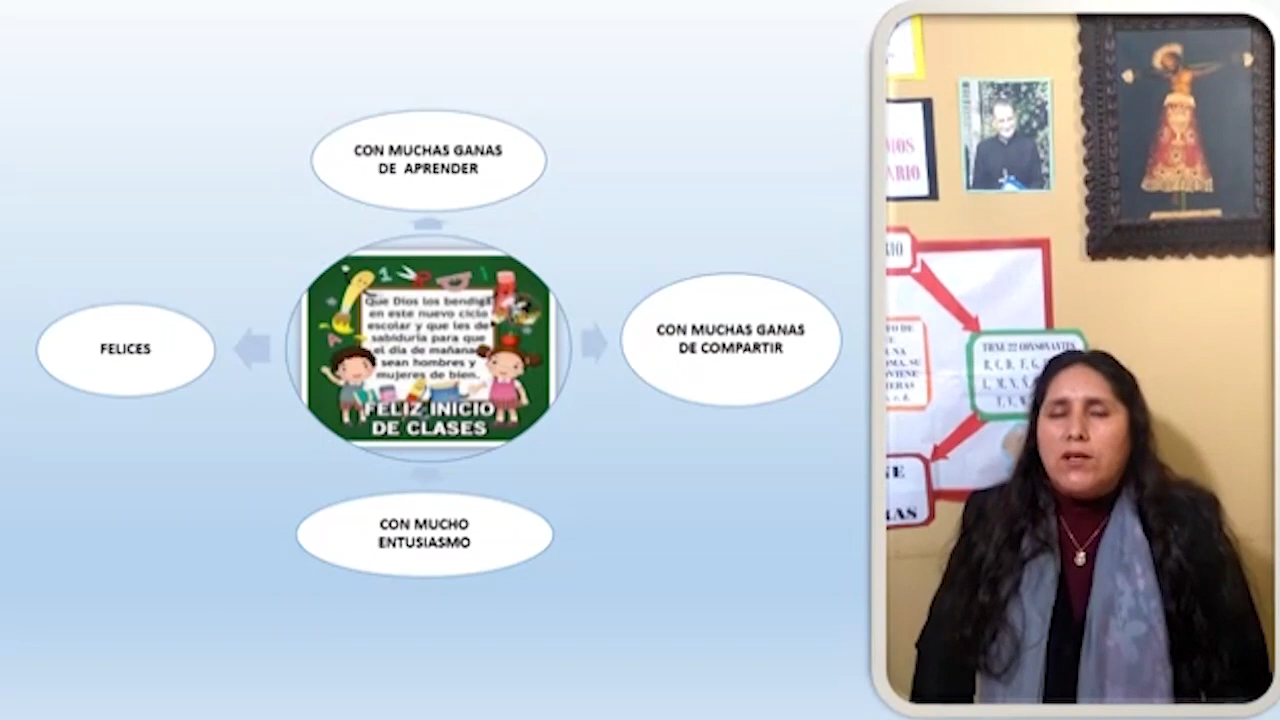 CON MUCHAS GANAS
DE APRENDER
FELICES
Que Dios los bendiga
en este nuevo ciclo
escolar y que les de
sabiduría para que
el día de mañana
sean hombres y
mujeres de bien.
FELIZ INICIO
DE CLASES
CON MUCHAS GANAS
DE COMPARTIR
CON MUCHO
ENTUSIASMO
TIENE 22 CONSONANTES
B, C, D, F, G,
L, M, N, Ñ,
T, V, W